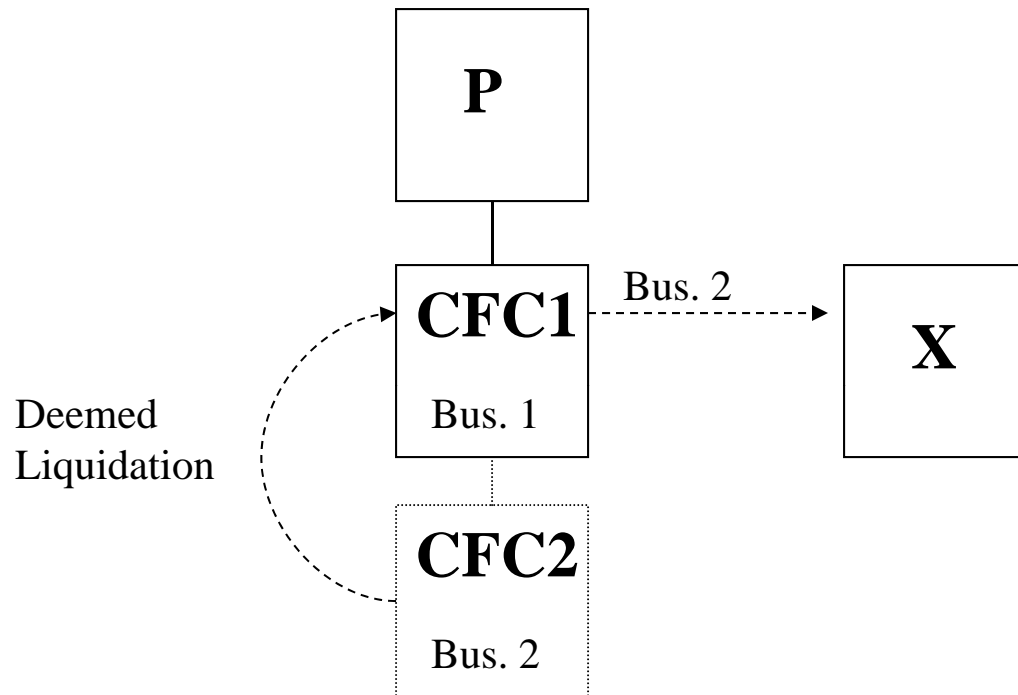 P
CFC1
Bus. 2
X
Bus. 1
Deemed
Liquidation
CFC2
Bus. 2